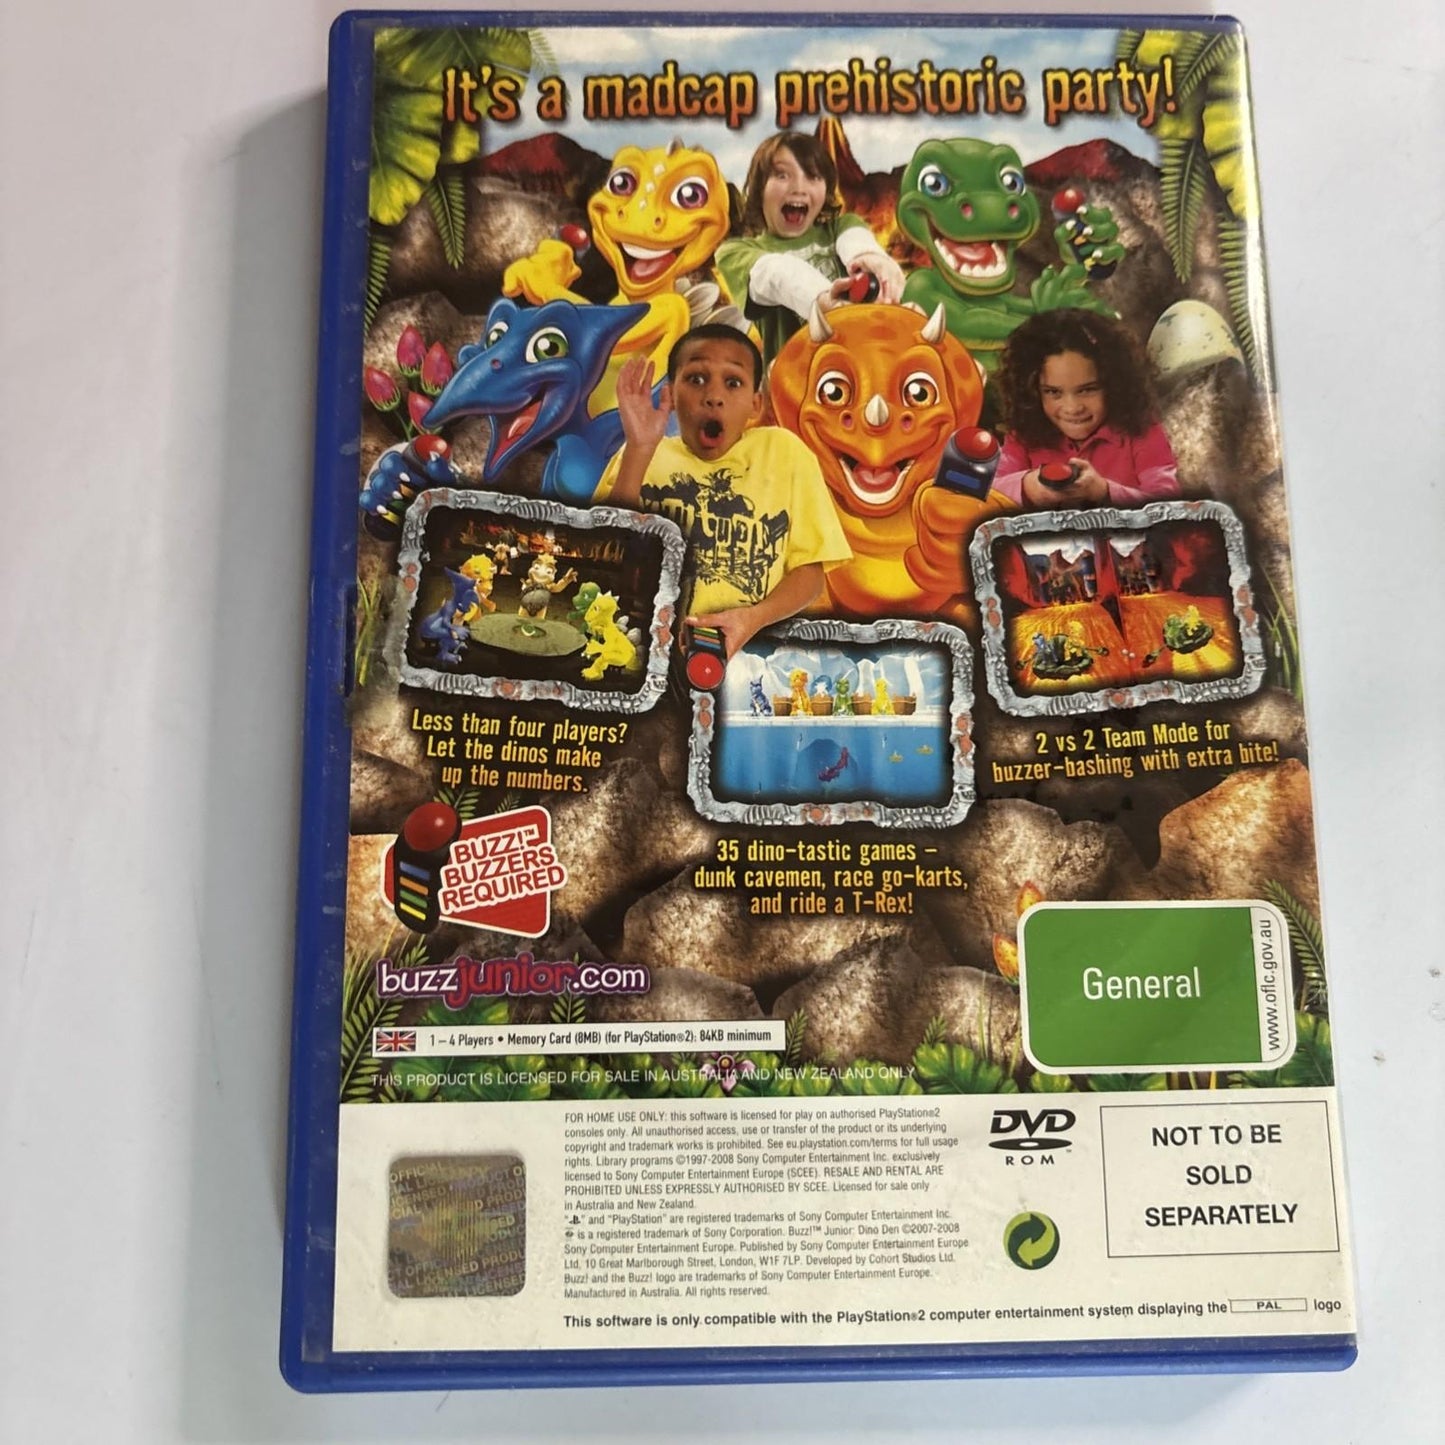 It's a madcap prehistoric party!
Less than four players?
Let the dinos make
up the numbers.
2 vs 2 Team Mode for
buzzer-bashing with extra bite!
35 dino-tastic games –
dunk cavemen, race go-karts,
and ride a T-Rex!
BUZZ!™
BUZZERS
REQUIRED
buzzjunior.com
General
www.oflc.gov.au
1 – 4 Players • Memory Card (8MB) (for PlayStation®2): 84KB minimum
THIS PRODUCT IS LICENSED FOR SALE IN AUSTRALIA AND NEW ZEALAND ONLY
FOR HOME USE ONLY: this software is licensed for play on authorised PlayStation®2
consoles only. All unauthorised access, use or transfer of the product or its underlying
copyright and trademark works is prohibited. See eu.playstation.com/terms for full usage
rights. Library programs ©1997-2008 Sony Computer Entertainment Inc. exclusively
licensed to Sony Computer Entertainment Europe (SCEE). RESALE AND RENTAL ARE
PROHIBITED UNLESS EXPRESSLY AUTHORISED BY SCEE. Licensed for sale only
in Australia and New Zealand.
" " and "PlayStation" are registered trademarks of Sony Computer Entertainment Inc.
is a registered trademark of Sony Corporation. Buzz!™ Junior: Dino Den ©2007-2008
Sony Computer Entertainment Europe. Published by Sony Computer Entertainment Europe
Ltd, 10 Great Marlborough Street, London, W1F 7LP. Developed by Cohort Studios Ltd.
Buzz! and the Buzz! logo are trademarks of Sony Computer Entertainment Europe.
Manufactured in Australia. All rights reserved.
DVD
ROM
NOT TO BE
SOLD
SEPARATELY
This software is only compatible with the PlayStation®2 computer entertainment system displaying the PAL logo